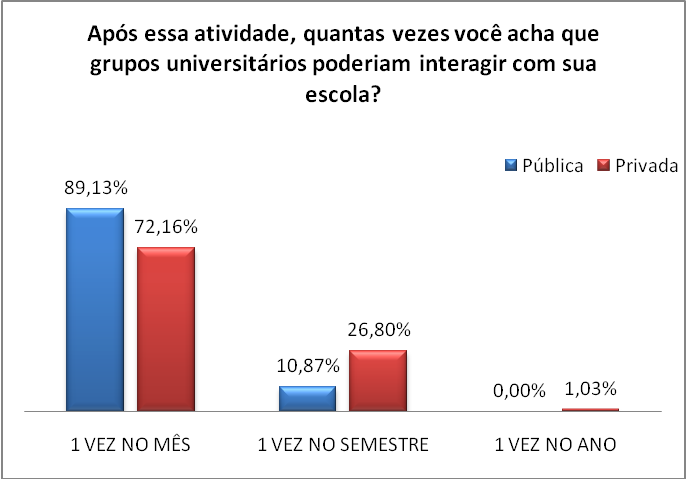 Após essa atividade, quantas vezes você acha que
grupos universitários poderiam interagir com sua
escola?
Pública
Privada
89,13%
72,16%
10,87%
26,80%
0,00%
1,03%
1 VEZ NO MÊS
1 VEZ NO SEMESTRE
1 VEZ NO ANO